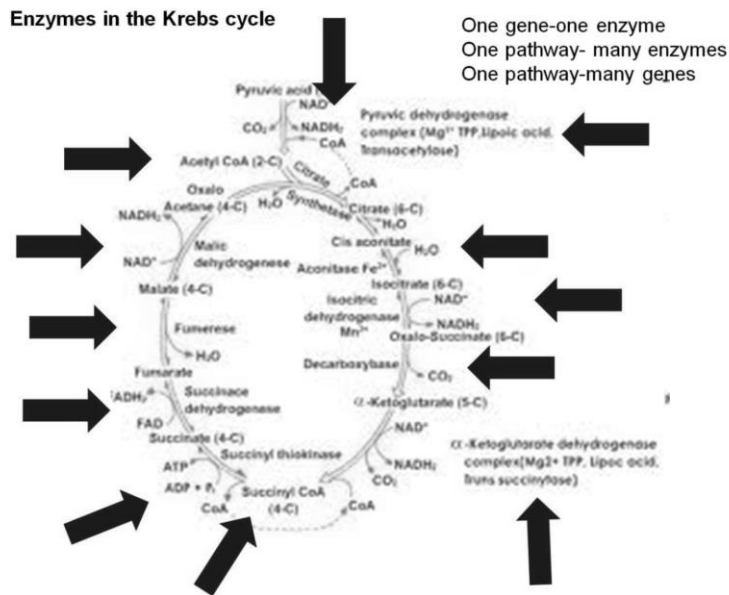 Enzymes in the Krebs cycle
One gene-one enzyme
One pathway- many enzymes
One pathway-many genes
Pyruvic acid (
NAD
CO₂
NADH₂
CoA
Pyruvic dehydrogenase
complex (Mg²⁺ TPP,Lipoic acid,
Transacetylase)
Acetyl CoA (2-C)
Citrate
Synthetase
CoA
Oxalo
Acetane (4-C)
H₂O
Citrate (6-C)
H₂O
NADH₂
Cis aconitate
H₂O
Malic
dehydrogenese
NAD⁺
Aconitase Fe²⁺
Malate (4-C)
Isocitrate (6-C)
Isocitric
dehydrogenase
Mn²⁺
NAD⁺
NADH₂
Fumerese
Oxalo-Succinate (6-C)
H₂O
Decarboxybase
CO₂
Fumarate
α-Ketoglutarate (5-C)
FADH₂
Succinace
dehydrogenase
FAD
NAD⁺
Succinate (4-C)
α-Ketoglutarate dehydrogenase
complex(Mg2+ TPP, Lipoc acid,
Truns succinylase)
Succinyl thiokinase
ATP
NADH₂
CO₂
ADP + Pᵢ
Succinyl CoA
(4-C)
CoA
CoA